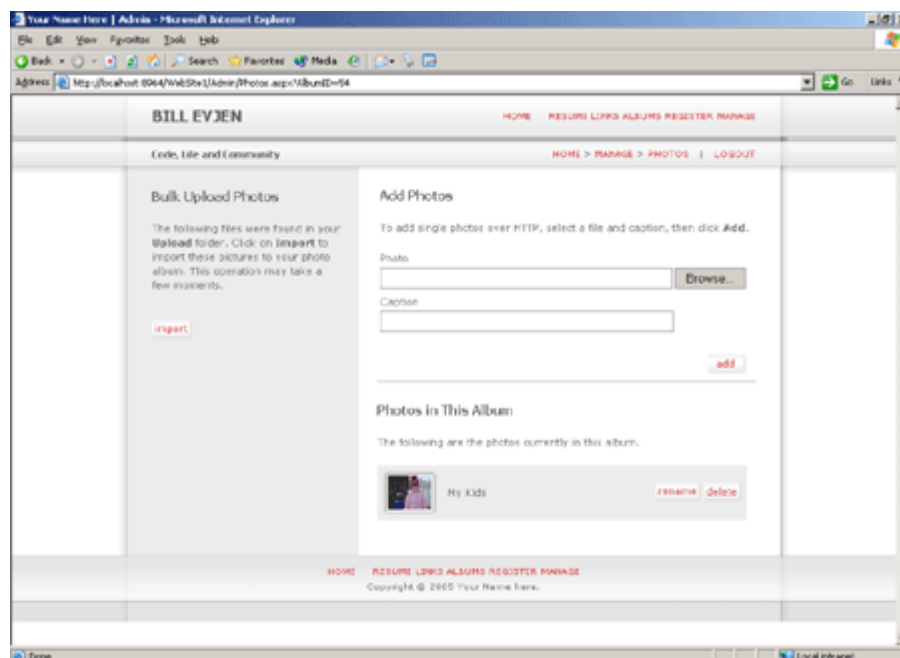 Your Name Here | Admin - Microsoft Internet Explorer
File Edit View Favorites Tools Help
Back Search Favorites Media
Address http://localhost:8964/WebSite1/Admin/Photos.aspx?AlbumID=54 Go Links
BILL EVJEN
HOME RESUME LINKS ALBUMS REGISTER MANAGE
Code, Life and Community
HOME > MANAGE > PHOTOS | LOGOUT
Bulk Upload Photos
The following files were found in your
Upload folder. Click on Import to
import these pictures to your photo
album. This operation may take a
few moments.
import
Add Photos
To add single photos over HTTP, select a file and caption, then click Add.
Photo
Browse...
Caption
add
Photos in This Album
The following are the photos currently in this album.
My Kids
rename delete
HOME RESUME LINKS ALBUMS REGISTER MANAGE
Copyright © 2005 Your Name here.
Done
Local intranet